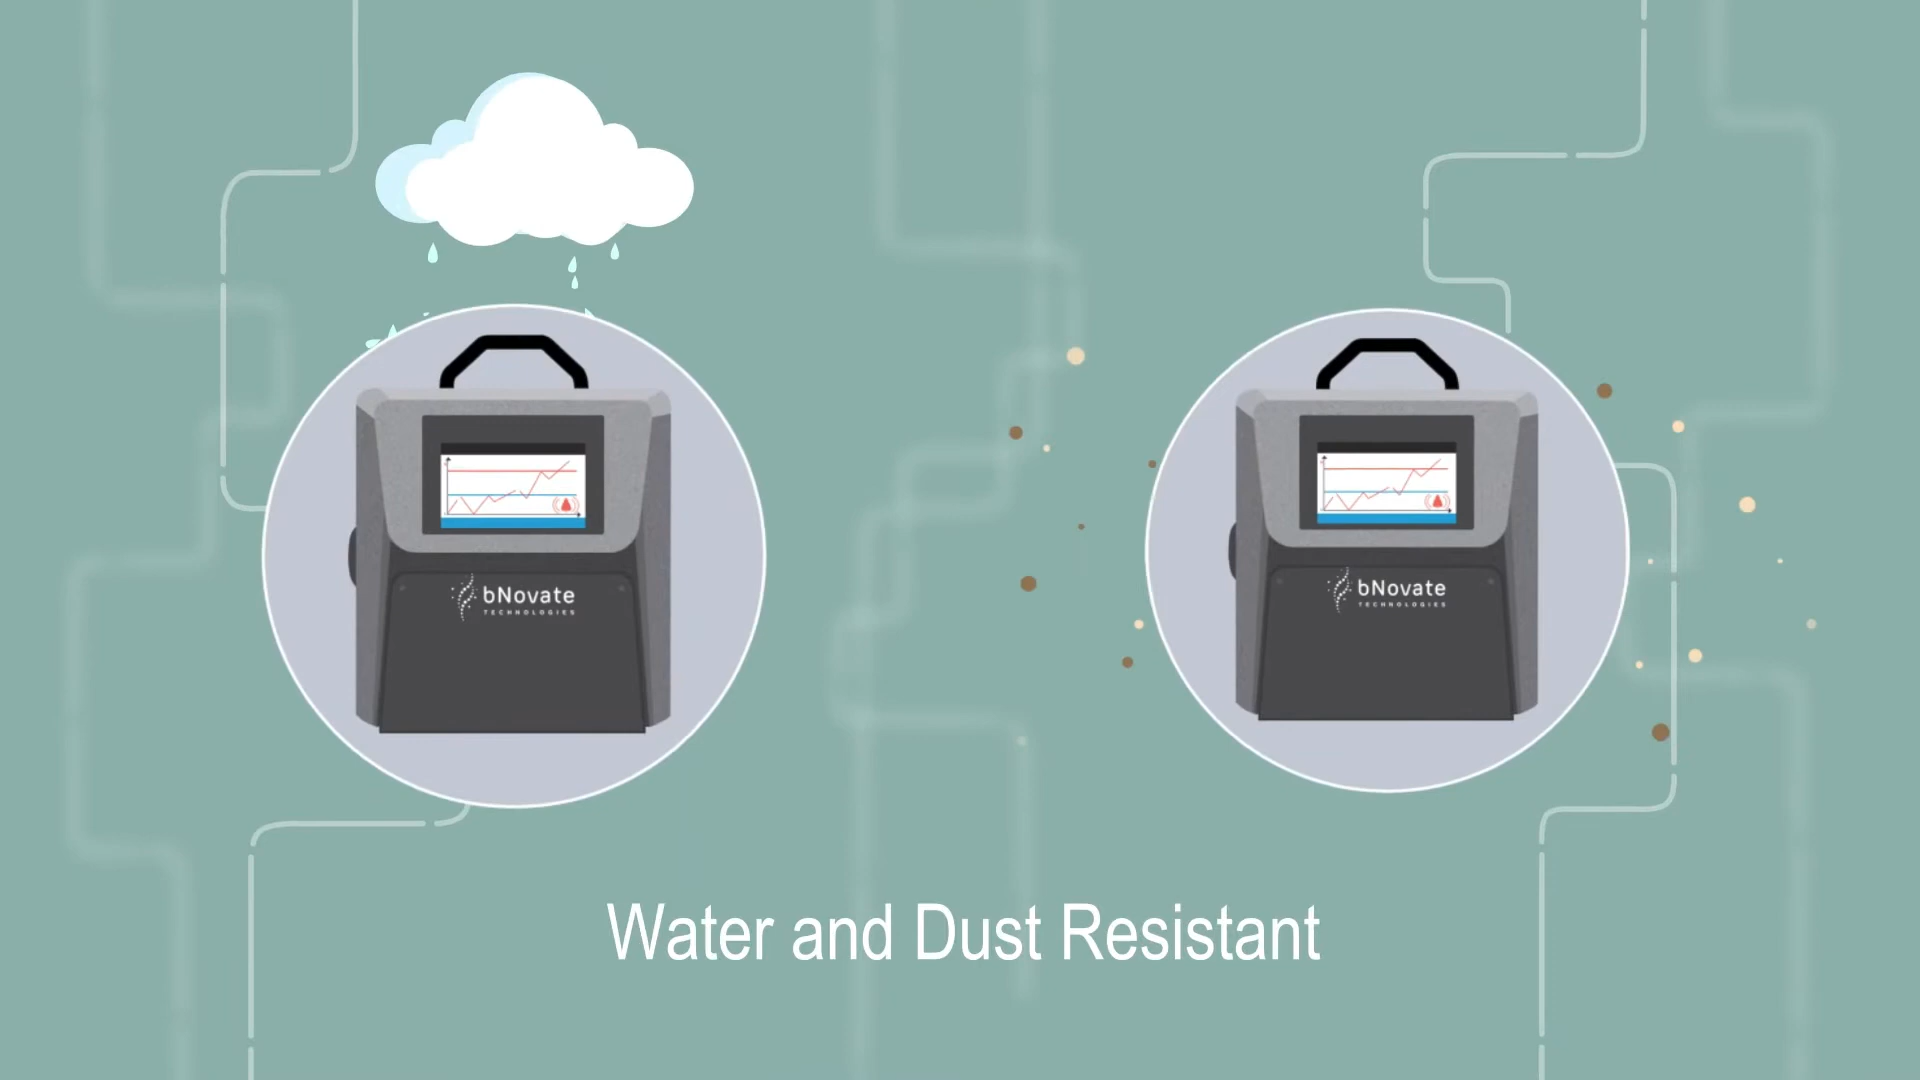 bNovate
TECHNOLOGIES
bNovate
TECHNOLOGIES
Water and Dust Resistant